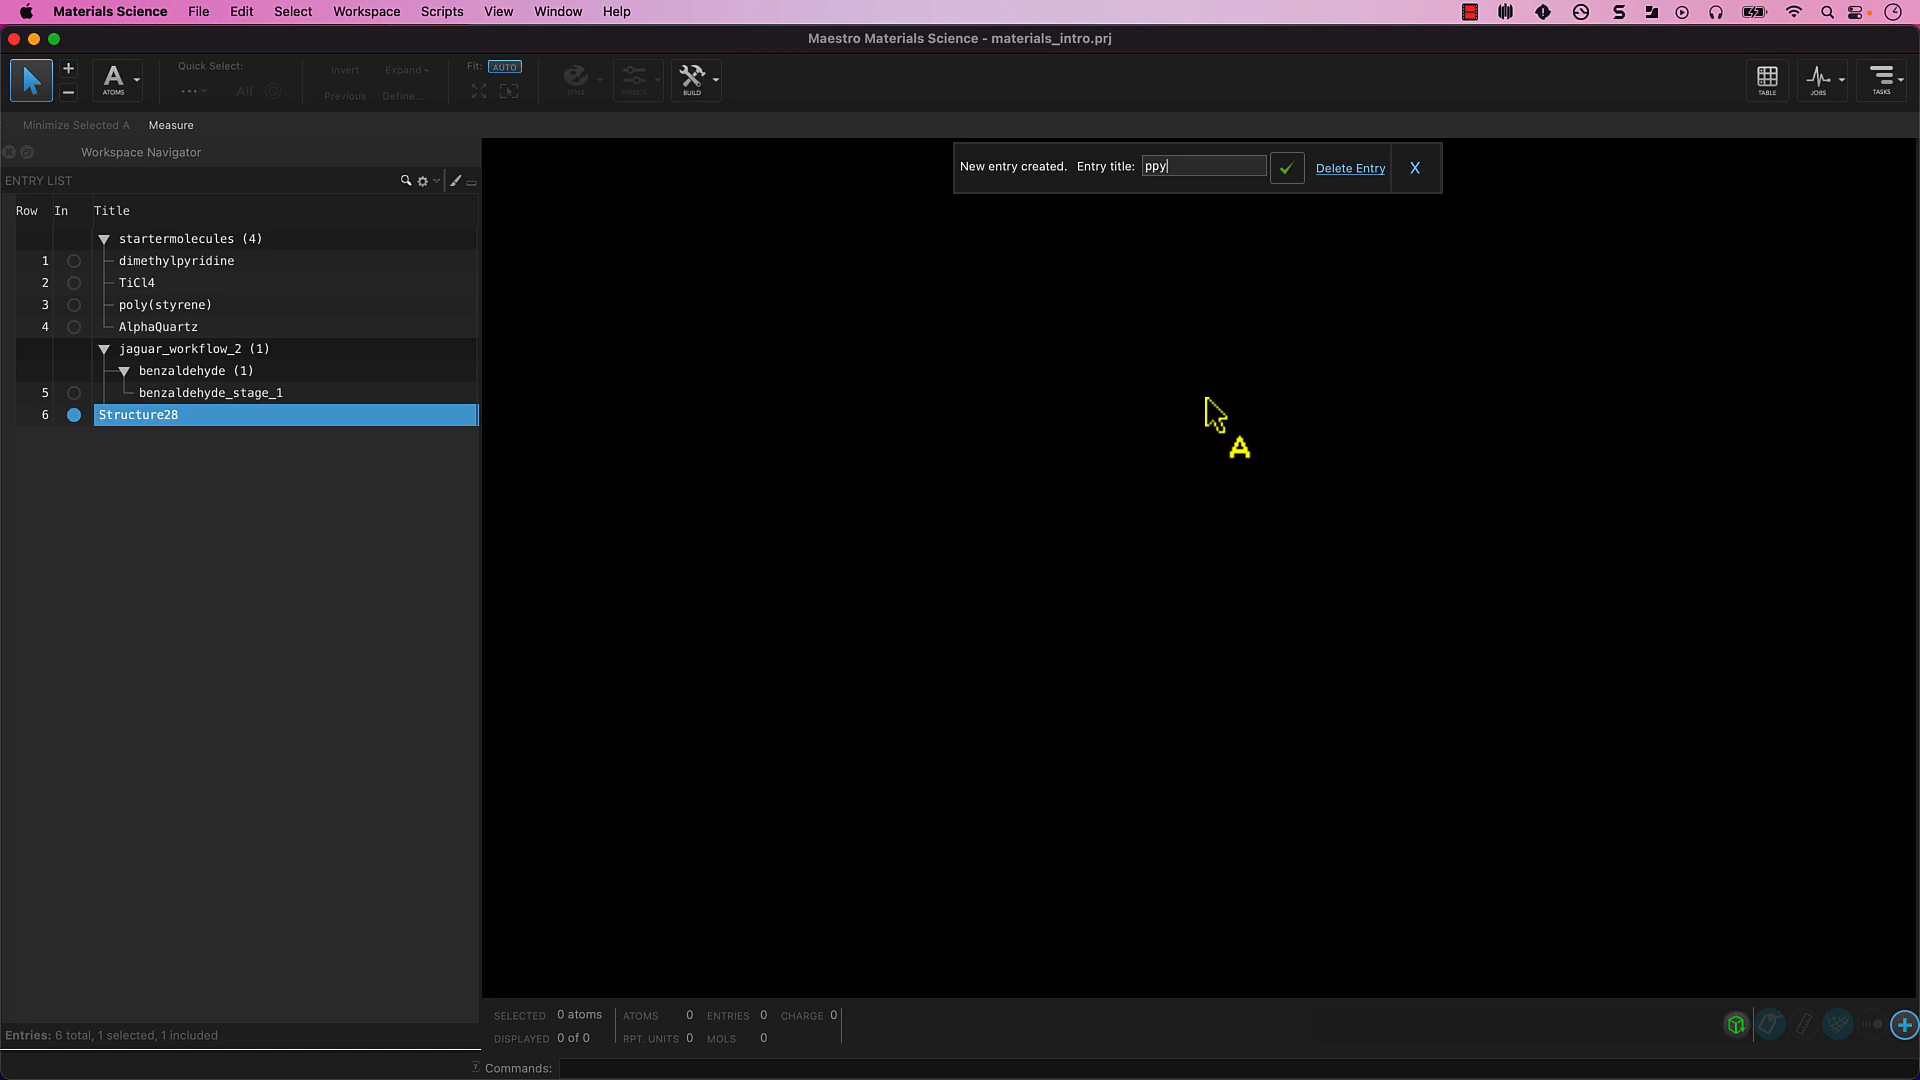 Materials Science File Edit Select Workspace Scripts View Window Help
Maestro Materials Science - materials_intro.prj
Quick Select: Invert Expand Fit: AUTO
ATOMS ... All Previous Define... STYLE PRESETS BUILD TABLE JOBS TASKS
Minimize Selected A Measure
Workspace Navigator
New entry created. Entry title: ppy Delete Entry X
ENTRY LIST
Row In Title
startermolecules (4)
1 dimethylpyridine
2 TiCl4
3 poly(styrene)
4 AlphaQuartz
jaguar_workflow_2 (1)
benzaldehyde (1)
5 benzaldehyde_stage_1
6 Structure28
A
SELECTED 0 atoms ATOMS 0 ENTRIES 0 CHARGE 0
Entries: 6 total, 1 selected, 1 included
DISPLAYED 0 of 0 RPT. UNITS 0 MOLS 0
Commands: